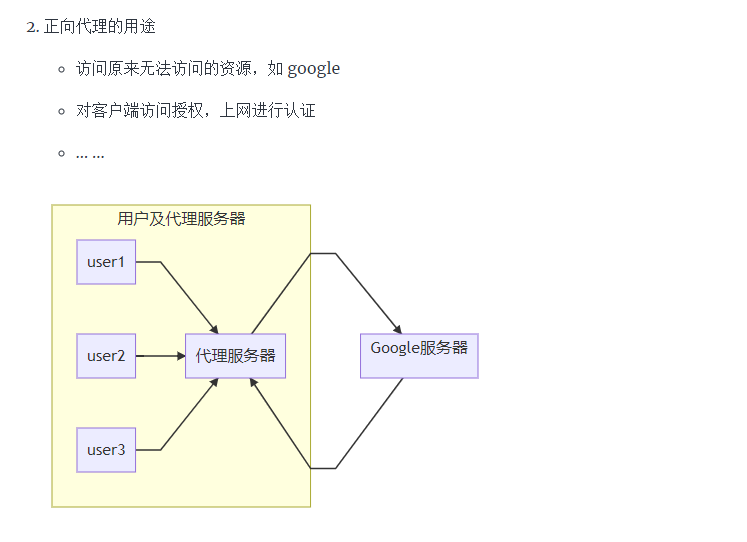 2. 正向代理的用途
访问原来无法访问的资源，如 google
对客户端访问授权，上网进行认证
... ...
用户及代理服务器
user1
user2
代理服务器
Google服务器
user3